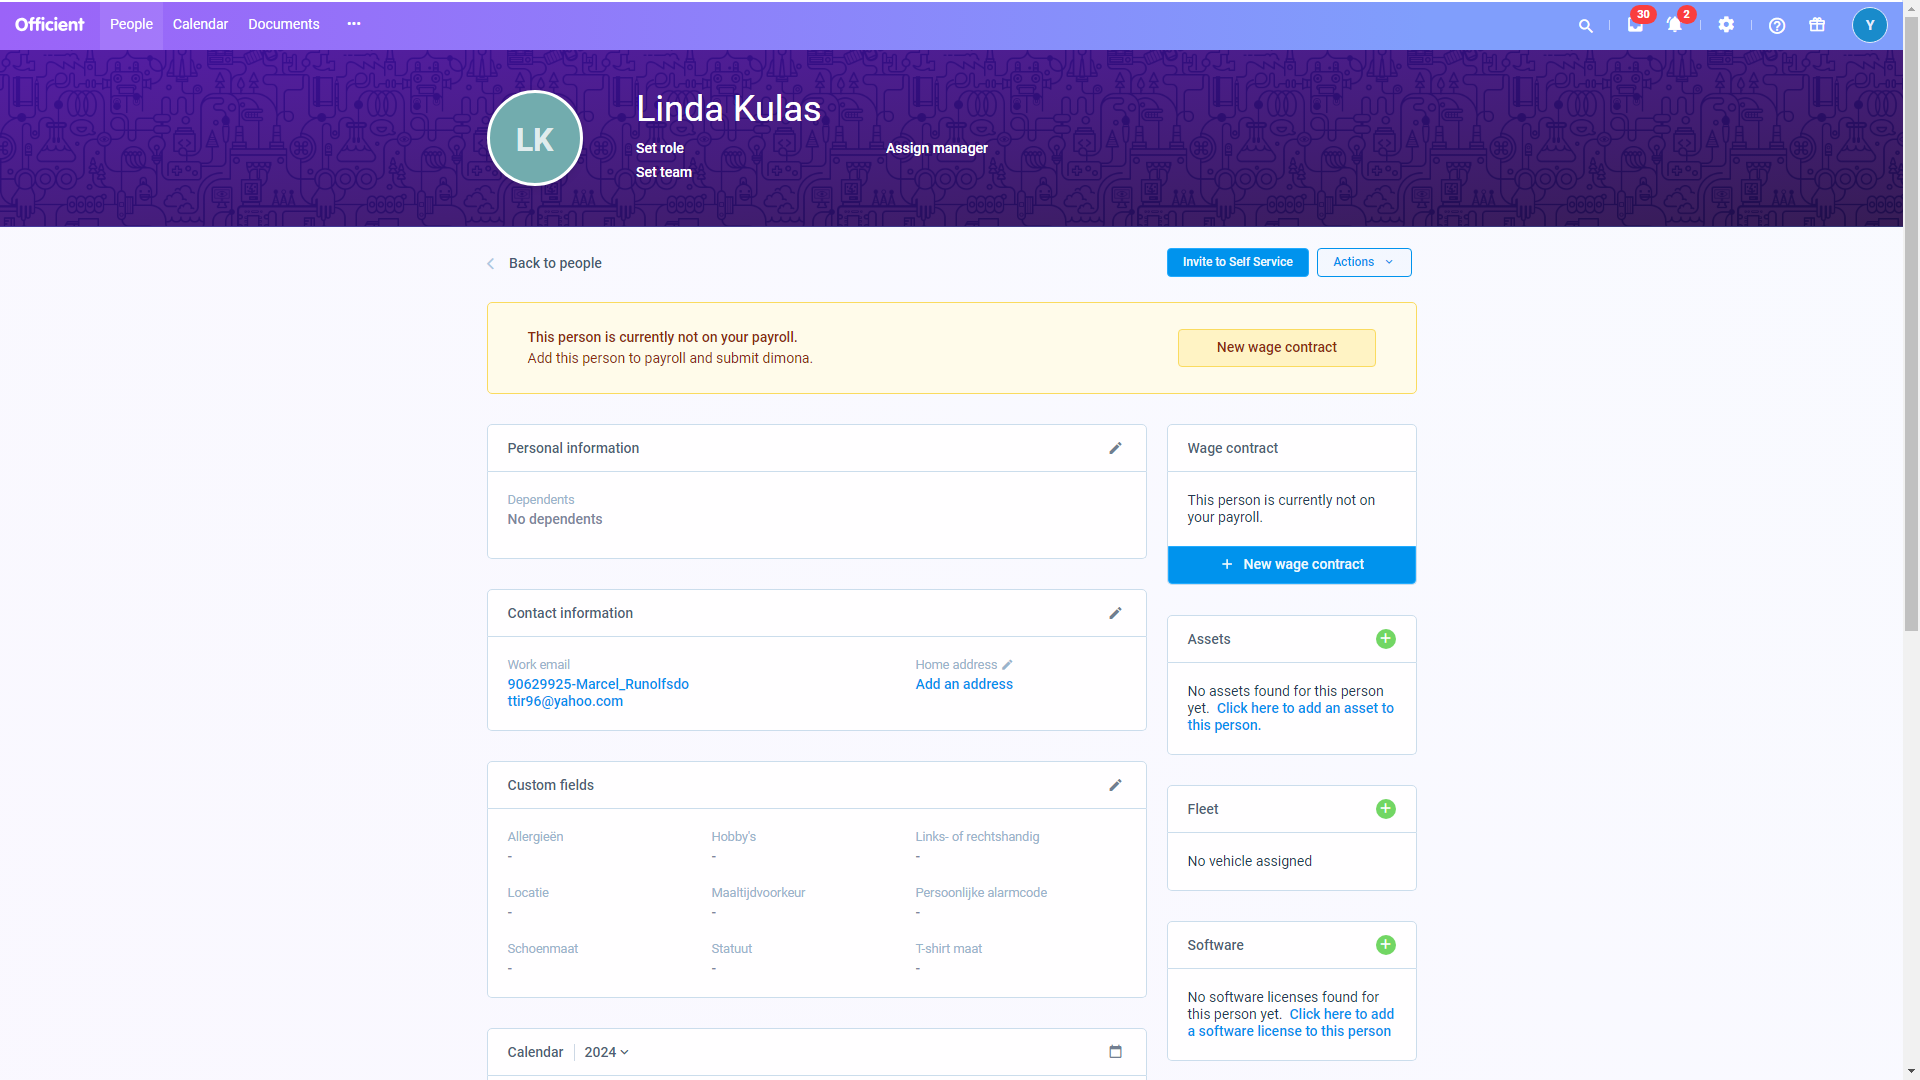 Officient
People
Calendar
Documents
30
2
Y
LK
Linda Kulas
Set role
Assign manager
Set team
Back to people
Invite to Self Service
Actions
This person is currently not on your payroll.
Add this person to payroll and submit dimona.
New wage contract
Personal information
Dependents
No dependents
Wage contract
This person is currently not on
your payroll.
New wage contract
Contact information
Work email
90629925-Marcel_Runolfsdo
ttir96@yahoo.com
Home address
Add an address
Assets
No assets found for this person
yet. Click here to add an asset to
this person.
Custom fields
Allergieën
-
Hobby's
-
Links- of rechtshandig
-
Locatie
-
Maaltijdvoorkeur
-
Persoonlijke alarmcode
-
Schoenmaat
-
Statuut
-
T-shirt maat
-
Fleet
No vehicle assigned
Software
No software licenses found for
this person yet. Click here to add
a software license to this person
Calendar
2024